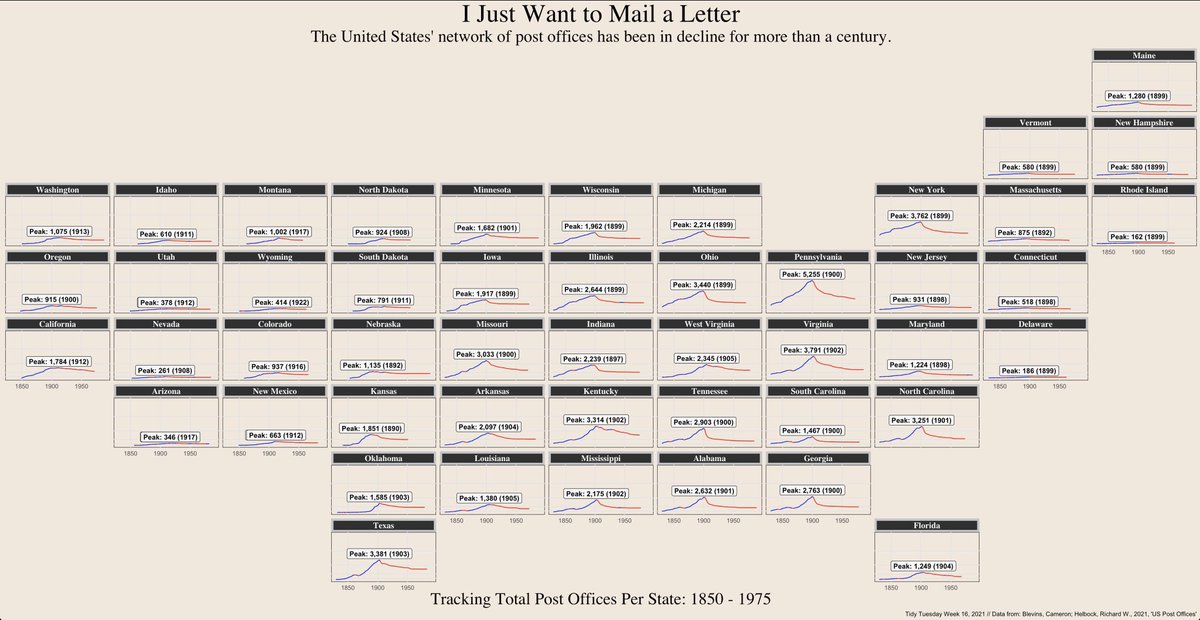 I Just Want to Mail a Letter
The United States' network of post offices has been in decline for more than a century.
Maine
Peak: 1,280 (1899)
Vermont
New Hampshire
Peak: 580 (1899)
Peak: 580 (1899)
Washington
Idaho
Montana
North Dakota
Minnesota
Wisconsin
Michigan
New York
Massachusetts
Rhode Island
Peak: 1,075 (1913)
Peak: 610 (1911)
Peak: 1,002 (1917)
Peak: 924 (1908)
Peak: 1,682 (1901)
Peak: 1,962 (1899)
Peak: 2,214 (1899)
Peak: 3,762 (1899)
Peak: 875 (1892)
Peak: 162 (1899)
1850 1900 1950
Oregon
Utah
Wyoming
South Dakota
Iowa
Illinois
Ohio
Pennsylvania
New Jersey
Connecticut
Peak: 915 (1900)
Peak: 378 (1912)
Peak: 414 (1922)
Peak: 791 (1911)
Peak: 1,917 (1899)
Peak: 2,644 (1899)
Peak: 3,440 (1899)
Peak: 5,255 (1900)
Peak: 931 (1898)
Peak: 518 (1898)
California
Nevada
Colorado
Nebraska
Missouri
Indiana
West Virginia
Virginia
Maryland
Delaware
Peak: 1,784 (1912)
Peak: 261 (1908)
Peak: 937 (1916)
Peak: 1,135 (1892)
Peak: 3,033 (1900)
Peak: 2,239 (1897)
Peak: 2,345 (1905)
Peak: 3,791 (1902)
Peak: 1,224 (1898)
Peak: 186 (1899)
1850 1900 1950
1850 1900 1950
Arizona
New Mexico
Kansas
Arkansas
Kentucky
Tennessee
South Carolina
North Carolina
Peak: 346 (1917)
Peak: 663 (1912)
Peak: 1,851 (1890)
Peak: 2,097 (1904)
Peak: 3,314 (1902)
Peak: 2,903 (1900)
Peak: 1,467 (1900)
Peak: 3,251 (1901)
1850 1900 1950
1850 1900 1950
1850 1900 1950
Oklahoma
Louisiana
Mississippi
Alabama
Georgia
Peak: 1,585 (1903)
Peak: 1,380 (1905)
Peak: 2,175 (1902)
Peak: 2,632 (1901)
Peak: 2,763 (1900)
1850 1900 1950
1850 1900 1950
1850 1900 1950
1850 1900 1950
Texas
Florida
Peak: 3,381 (1903)
Peak: 1,249 (1904)
1850 1900 1950
1850 1900 1950
Tracking Total Post Offices Per State: 1850 - 1975
Tidy Tuesday Week 16, 2021 // Data from: Blevins, Cameron; Helbock, Richard W., 2021, 'US Post Offices'